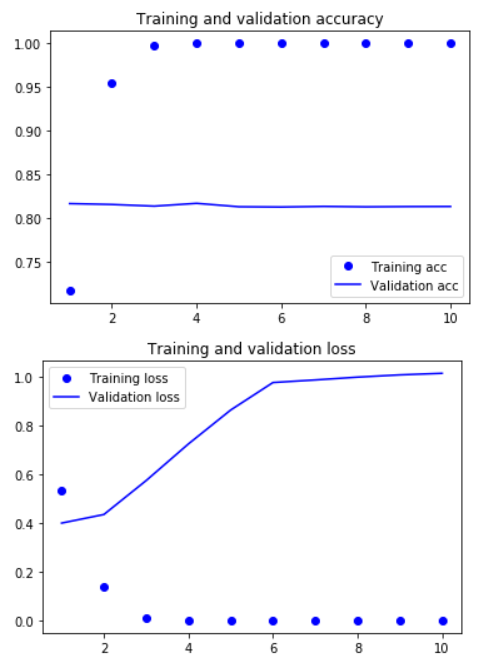 Training and validation accuracy
1.00
0.95
0.90
0.85
0.80
0.75
Training acc
Validation acc
2 4 6 8 10
Training and validation loss
Training loss
Validation loss
1.0
0.8
0.6
0.4
0.2
0.0
2 4 6 8 10